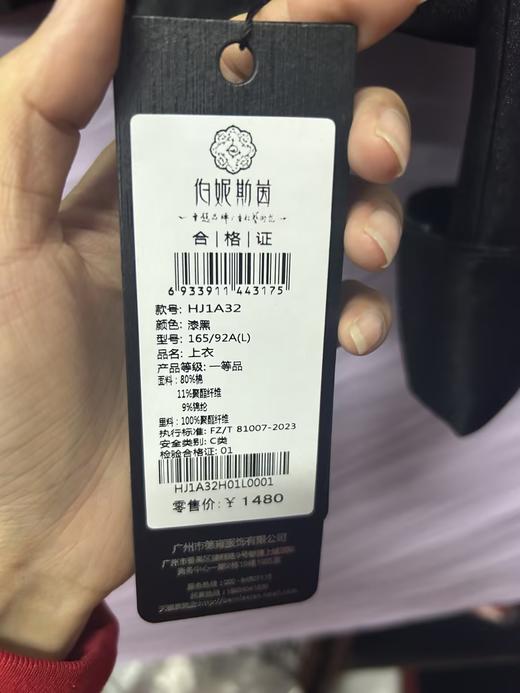 伯妮斯茵
合|格|证
6 933911 443175
款号: HJ1A32
颜色: 漆黑
型号: 165/92A(L)
品名: 上衣
产品等级: 一等品
面料: 80%棉
11%聚酯纤维
9%锦纶
里料: 100%聚酯纤维
执行标准: FZ/T 81007-2023
安全类别: C类
检验合格证: 01
HJ1A32H01L0001
零售价: ¥ 1480